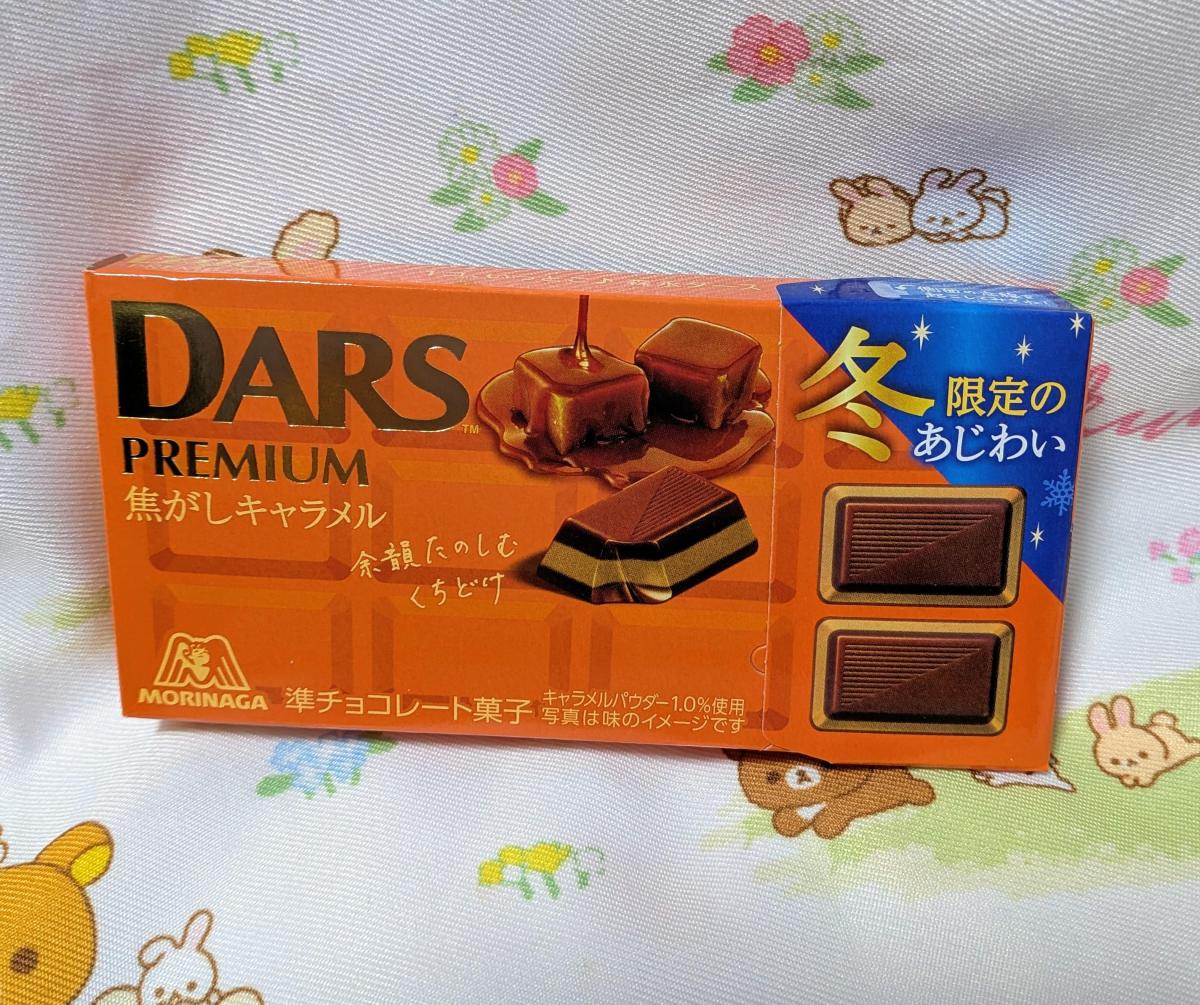 DARS™
PREMIUM
焦がしキャラメル
余韻たのしむ
くちどけ
冬限定の
あじわい
MORINAGA
準チョコレート菓子
キャラメルパウダー1.0%使用
写真は味のイメージです